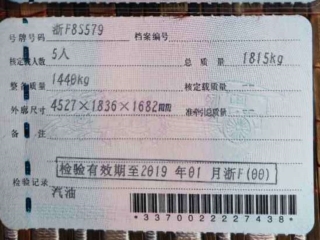 号牌号码 浙F85579 档案编号
核定载人数 5人 总质量 1815kg
整备质量 1440kg 核定载质量 --
外廓尺寸 4527×1836×1682mm 准牵引总质量 --
备注
检验有效期至2019年01月浙F(00)
检验记录
汽油
*3370022227438*